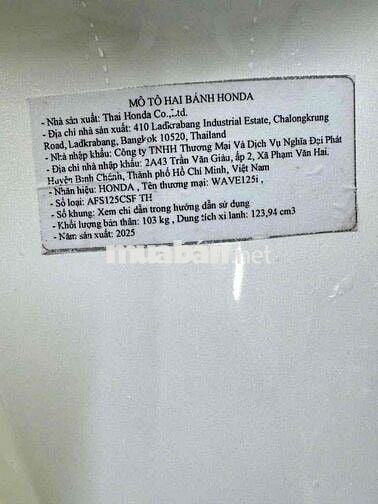 MÔ TÔ HAI BÁNH HONDA
- Nhà sản xuất: Thai Honda Co.,Ltd.
- Địa chỉ nhà sản xuất: 410 Ladkrabang Industrial Estate, Chalongkrung
Road, Ladkrabang, Bangkok 10520, Thailand
- Nhà nhập khẩu: Công ty TNHH Thương Mại Và Dịch Vụ Nghĩa Đại Phát
- Địa chỉ nhà nhập khẩu: 2A43 Trần Văn Giàu, ấp 2, Xã Phạm Văn Hai,
Huyện Bình Chánh, Thành phố Hồ Chí Minh, Việt Nam
- Nhãn hiệu: HONDA , Tên thương mại: WAVE125i ,
- Số loại: AFS125CSF TH
- Số khung: Xem chỉ dẫn trong hướng dẫn sử dụng
- Khối lượng bản thân: 103 kg , Dung tích xi lanh: 123,94 cm3
- Năm sản xuất: 2025
muaban.net